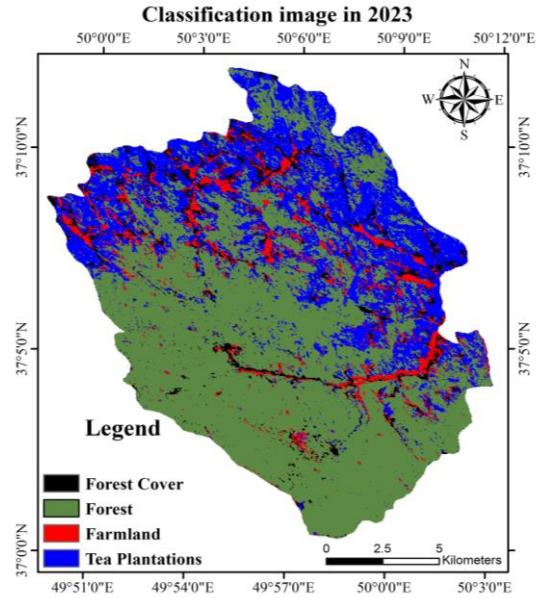 Classification image in 2023
50°0'0"E 50°3'0"E 50°6'0"E 50°9'0"E 50°12'0"E
N
W E
S
37°10'0"N 37°10'0"N
37°5'0"N 37°5'0"N
Legend
Forest Cover
Forest
Farmland
Tea Plantations
0 2.5 5
Kilometers
37°0'0"N 37°0'0"N
49°51'0"E 49°54'0"E 49°57'0"E 50°0'0"E 50°3'0"E